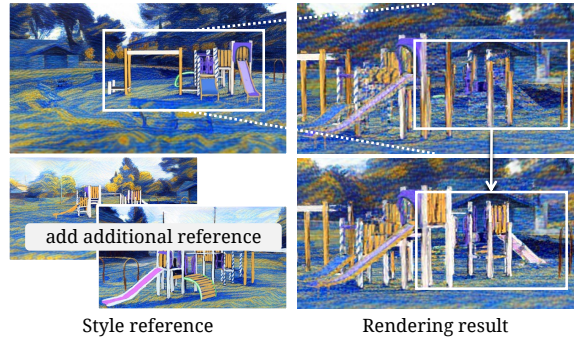 add additional reference
Style reference
Rendering result